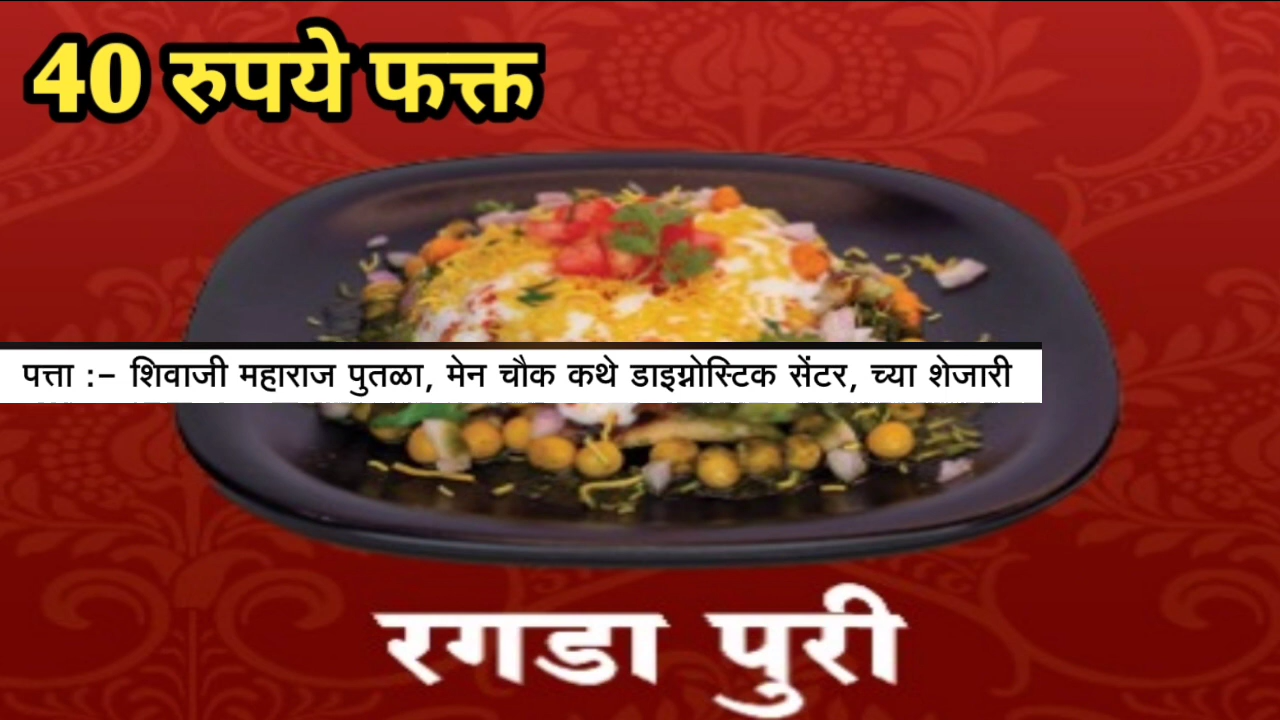 40 रुपये फक्त
पत्ता :– शिवाजी महाराज पुतळा, मेन चौक कथे डाइग्नोस्टिक सेंटर, च्या शेजारी
रगडा पुरी